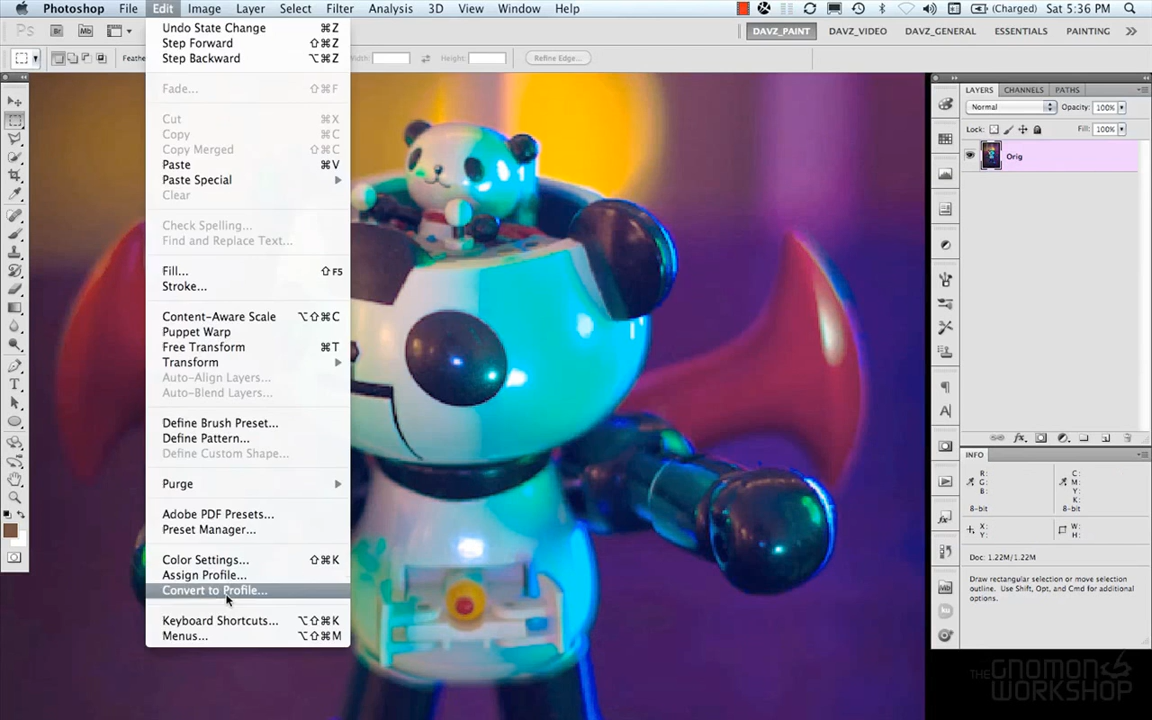 Photoshop File Edit Image Layer Select Filter Analysis 3D View Window Help (Charged) Sat 5:36 PM
Ps Br Mb DAVZ_PAINT DAVZ_VIDEO DAVZ_GENERAL ESSENTIALS PAINTING
Feathe Width: Height: Refine Edge...
Undo State Change ⌘Z
Step Forward ⇧⌘Z
Step Backward ⌥⌘Z
Fade... ⇧⌘F
Cut ⌘X
Copy ⌘C
Copy Merged ⇧⌘C
Paste ⌘V
Paste Special
Clear
Check Spelling...
Find and Replace Text...
Fill... ⇧F5
Stroke...
Content-Aware Scale ⌥⇧⌘C
Puppet Warp
Free Transform ⌘T
Transform
Auto-Align Layers...
Auto-Blend Layers...
Define Brush Preset...
Define Pattern...
Define Custom Shape...
Purge
Adobe PDF Presets...
Preset Manager...
Color Settings... ⇧⌘K
Assign Profile...
Convert to Profile...
Keyboard Shortcuts... ⌥⇧⌘K
Menus... ⌥⇧⌘M
LAYERS CHANNELS PATHS
Normal Opacity: 100%
Lock: Fill: 100%
Orig
INFO
R: C:
G: M:
B: Y:
K:
8-bit 8-bit
X: W:
Y: H:
Doc: 1.22M/1.22M
Draw rectangular selection or move selection
outline. Use Shift, Opt, and Cmd for additional
options.
THE GNOMON
WORKSHOP